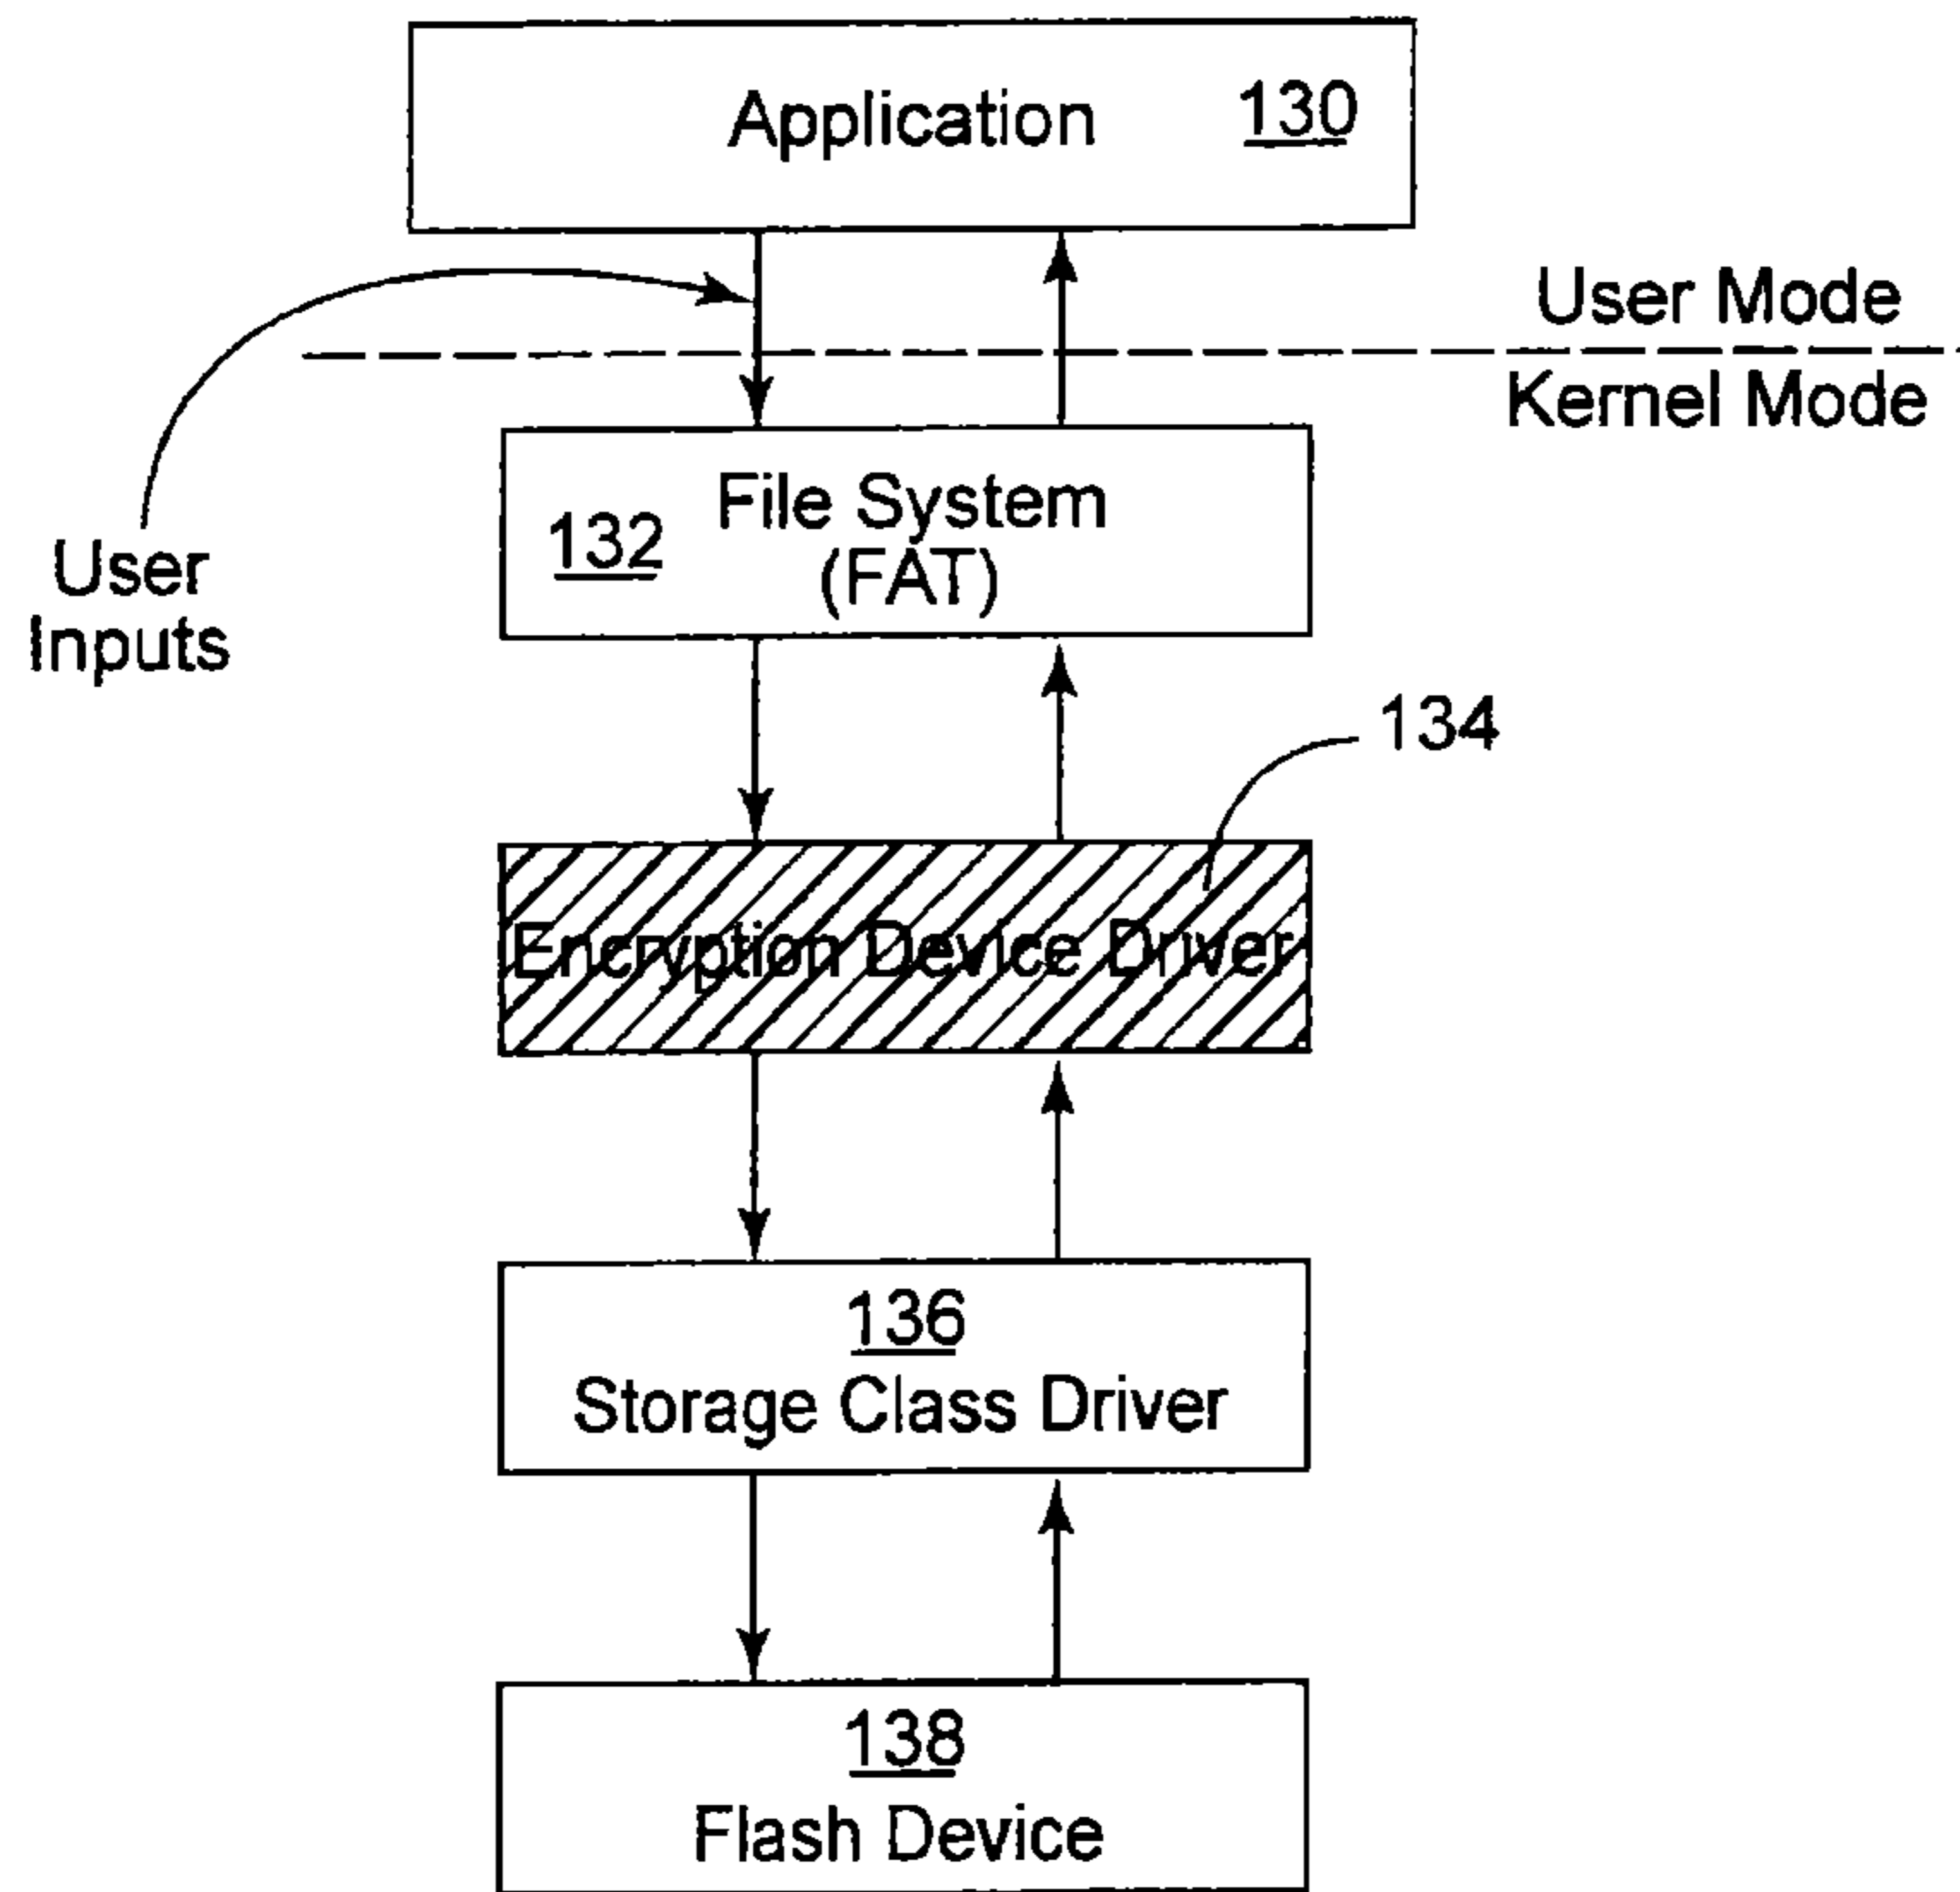 Application 130
User Mode
Kernel Mode
File System
132
(FAT)
User
Inputs
134
Encryption Device Driver
136
Storage Class Driver
138
Flash Device